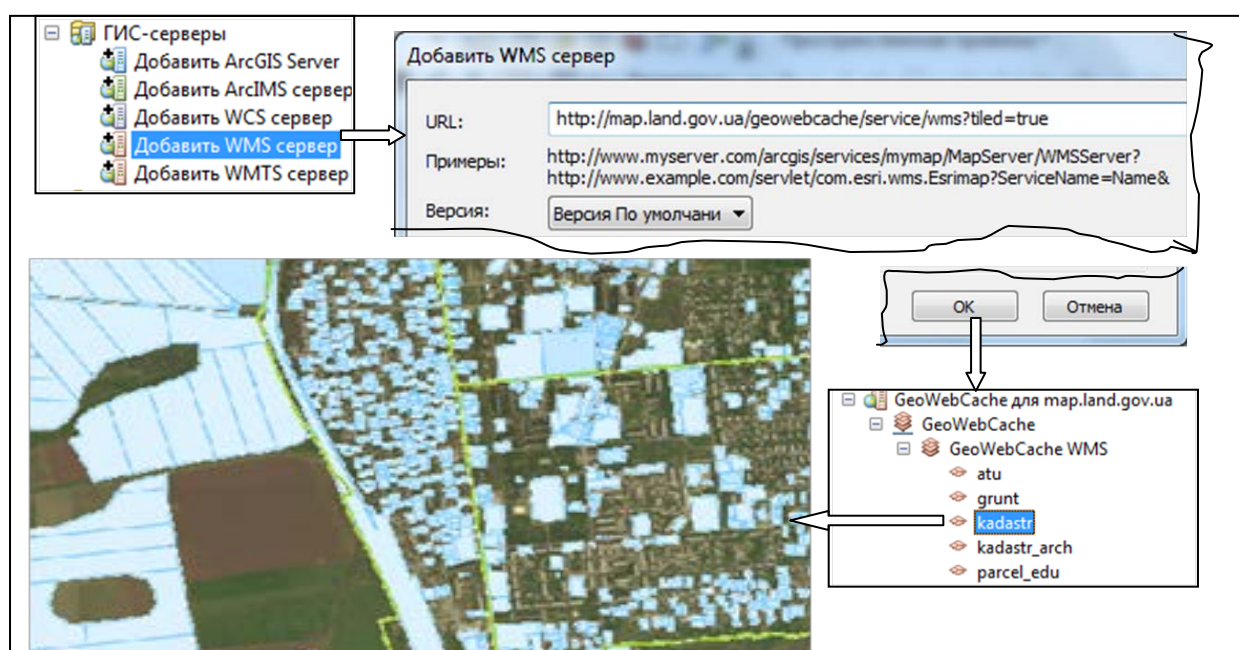 ГИС-серверы
Добавить ArcGIS Server
Добавить ArcIMS сервер
Добавить WCS сервер
Добавить WMS сервер
Добавить WMTS сервер
Добавить WMS сервер
URL: http://map.land.gov.ua/geowebcache/service/wms?tiled=true
Примеры: http://www.myserver.com/arcgis/services/mymap/MapServer/WMSServer?
http://www.example.com/servlet/com.esri.wms.Esrimap?ServiceName=Name&
Версия: Версия По умолчани
OK Отмена
GeoWebCache для map.land.gov.ua
GeoWebCache
GeoWebCache WMS
atu
grunt
kadastr
kadastr_arch
parcel_edu